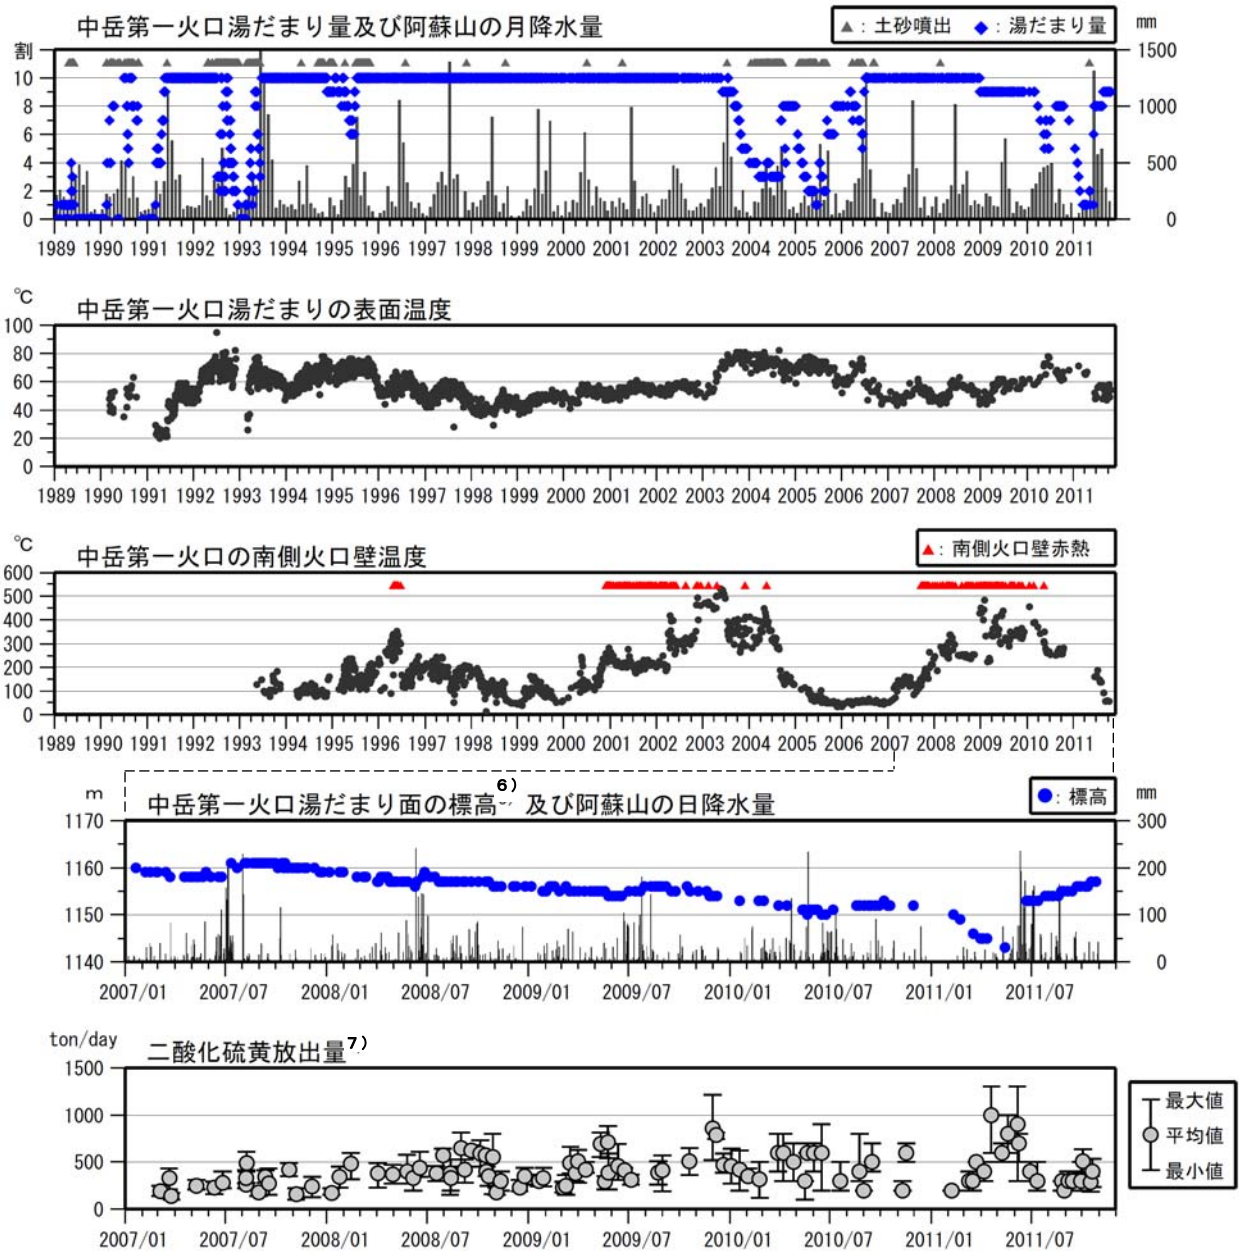 中岳第一火口湯だまり量及び阿蘇山の月降水量
▲：土砂噴出 ◆：湯だまり量
mm
割
10
8
6
4
2
0
1500
1000
500
0
1989 1990 1991 1992 1993 1994 1995 1996 1997 1998 1999 2000 2001 2002 2003 2004 2005 2006 2007 2008 2009 2010 2011
℃
中岳第一火口湯だまりの表面温度
100
80
60
40
20
0
1989 1990 1991 1992 1993 1994 1995 1996 1997 1998 1999 2000 2001 2002 2003 2004 2005 2006 2007 2008 2009 2010 2011
℃
中岳第一火口の南側火口壁温度
▲：南側火口壁赤熱
600
500
400
300
200
100
0
1989 1990 1991 1992 1993 1994 1995 1996 1997 1998 1999 2000 2001 2002 2003 2004 2005 2006 2007 2008 2009 2010 2011
m
中岳第一火口湯だまり面の標高6） 及び阿蘇山の日降水量
●：標高
mm
1170
1160
1150
1140
300
200
100
0
2007/01 2007/07 2008/01 2008/07 2009/01 2009/07 2010/01 2010/07 2011/01 2011/07
ton/day
二酸化硫黄放出量7）
1500
1000
500
0
最大値
平均値
最小値
2007/01 2007/07 2008/01 2008/07 2009/01 2009/07 2010/01 2010/07 2011/01 2011/07